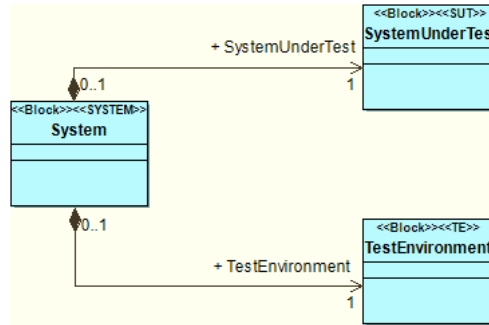 <<Block>><<SUT>>
SystemUnderTes
+ SystemUnderTest
0..1
1
<<Block>><<SYSTEM>>
System
0..1
<<Block>><<TE>>
TestEnvironment
+ TestEnvironment
1